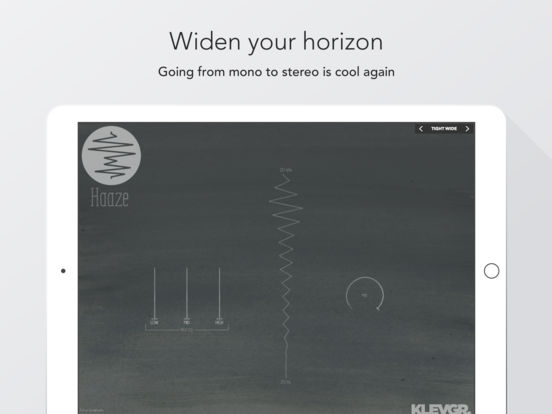 Widen your horizon
Going from mono to stereo is cool again
TIGHT WIDE
Haaze
LOW
MID
HIGH
KLEVGR.